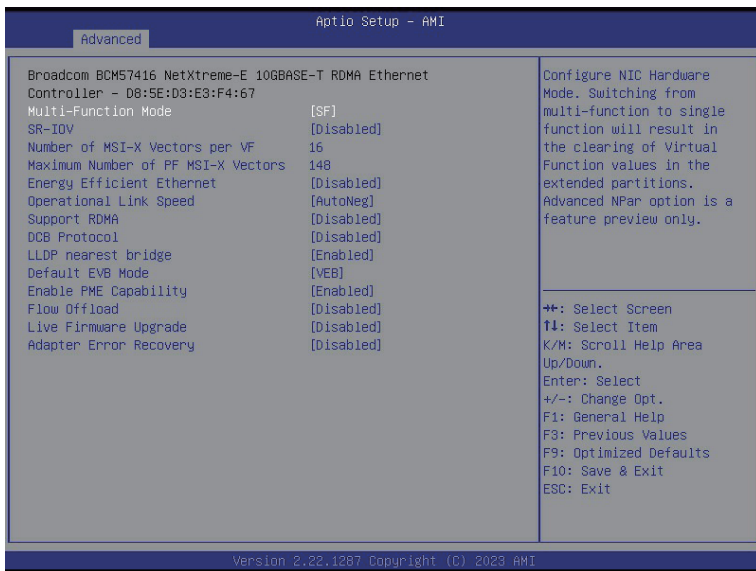 Aptio Setup – AMI
Advanced
Broadcom BCM57416 NetXtreme-E 10GBASE-T RDMA Ethernet
Controller – D8:5E:D3:E3:F4:67
Multi-Function Mode [SF]
SR-IOV [Disabled]
Number of MSI-X Vectors per VF 16
Maximum Number of PF MSI-X Vectors 148
Energy Efficient Ethernet [Disabled]
Operational Link Speed [AutoNeg]
Support RDMA [Disabled]
DCB Protocol [Disabled]
LLDP nearest bridge [Enabled]
Default EVB Mode [VEB]
Enable PME Capability [Enabled]
Flow Offload [Disabled]
Live Firmware Upgrade [Disabled]
Adapter Error Recovery [Disabled]
Configure NIC Hardware
Mode. Switching from
multi-function to single
function will result in
the clearing of Virtual
Function values in the
extended partitions.
Advanced NPar option is a
feature preview only.
→←: Select Screen
↑↓: Select Item
K/M: Scroll Help Area
Up/Down.
Enter: Select
+/-: Change Opt.
F1: General Help
F3: Previous Values
F9: Optimized Defaults
F10: Save & Exit
ESC: Exit
Version 2.22.1287 Copyright (C) 2023 AMI